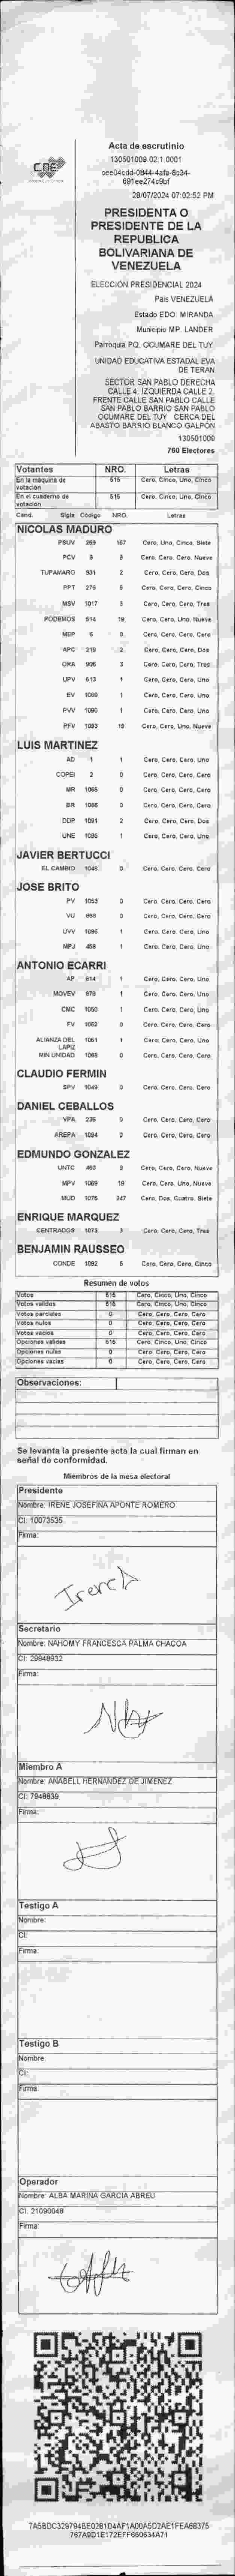 CNE
Acta de escrutinio
130501009.02.1.0001
28/07/2024 07:02:52 PM
PRESIDENTA O
PRESIDENTE DE LA
REPUBLICA
BOLIVARIANA DE
VENEZUELA
ELECCIÓN PRESIDENCIAL 2024
Pais VENEZUELA
Estado EDO. MIRANDA
Municipio MP. LANDER
Parroquia PQ. OCUMARE DEL TUY
UNIDAD EDUCATIVA ESTADAL EVA
DE TERAN
SECTOR SAN PABLO DERECHA
CALLE 4. IZQUIERDA CALLE 2.
FRENTE CALLE SAN PABLO CALLE
SAN PABLO BARRIO SAN PABLO
OCUMARE DEL TUY CERCA DEL
ABASTO BARRIO BLANCO GALPÓN
130501009
760 Electores
Votantes NRO. Letras
En la máquina de votación 515 Cero, Cinco, Uno, Cinco
En el cuaderno de votación 515 Cero, Cinco, Uno, Cinco
Cand. Sigla Código NRO. Letras
NICOLAS MADURO
PSUV 269 157 Cero, Uno, Cinco, Siete
PCV 9 9 Cero, Cero, Cero, Nueve
TUPAMARO 931 2 Cero, Cero, Cero, Dos
PPT 275 5 Cero, Cero, Cero, Cinco
MSV 1017 3 Cero, Cero, Cero, Tres
PODEMOS 514 19 Cero, Cero, Uno, Nueve
MEP 6 0 Cero, Cero, Cero, Cero
APC 219 2 Cero, Cero, Cero, Dos
ORA 906 3 Cero, Cero, Cero, Tres
UPV 613 1 Cero, Cero, Cero, Uno
EV 1089 1 Cero, Cero, Cero, Uno
PVV 1090 1 Cero, Cero, Cero, Uno
PFV 1093 19 Cero, Cero, Uno, Nueve
LUIS MARTINEZ
AD 1 1 Cero, Cero, Cero, Uno
COPEI 2 0 Cero, Cero, Cero, Cero
MR 1065 0 Cero, Cero, Cero, Cero
BR 1086 0 Cero, Cero, Cero, Cero
DDP 1091 2 Cero, Cero, Cero, Dos
UNE 1095 1 Cero, Cero, Cero, Uno
JAVIER BERTUCCI
EL CAMBIO 1048 0 Cero, Cero, Cero, Cero
JOSE BRITO
PV 1053 0 Cero, Cero, Cero, Cero
VU 968 0 Cero, Cero, Cero, Cero
UVV 1096 1 Cero, Cero, Cero, Uno
MPJ 458 1 Cero, Cero, Cero, Uno
ANTONIO ECARRI
AP 814 1 Cero, Cero, Cero, Uno
MOVEV 978 1 Cero, Cero, Cero, Uno
CMC 1050 1 Cero, Cero, Cero, Uno
FV 1062 0 Cero, Cero, Cero, Cero
ALIANZA DEL LAPIZ 1061 1 Cero, Cero, Cero, Uno
MIN UNIDAD 1068 0 Cero, Cero, Cero, Cero
CLAUDIO FERMIN
SPV 1049 0 Cero, Cero, Cero, Cero
DANIEL CEBALLOS
VPA 236 0 Cero, Cero, Cero, Cero
AREPA 1094 0 Cero, Cero, Cero, Cero
EDMUNDO GONZALEZ
UNTC 460 9 Cero, Cero, Cero, Nueve
MPV 1069 19 Cero, Cero, Uno, Nueve
MUD 1075 247 Cero, Dos, Cuatro, Siete
ENRIQUE MARQUEZ
CENTRADOS 1073 3 Cero, Cero, Cero, Tres
BENJAMIN RAUSSEO
CONDE 1092 5 Cero, Cero, Cero, Cinco
Resumen de votos
Votos 515 Cero, Cinco, Uno, Cinco
Votos válidos 515 Cero, Cinco, Uno, Cinco
Votos parciales 0 Cero, Cero, Cero, Cero
Votos nulos 0 Cero, Cero, Cero, Cero
Votos vacíos 0 Cero, Cero, Cero, Cero
Opciones válidas 515 Cero, Cinco, Uno, Cinco
Opciones nulas 0 Cero, Cero, Cero, Cero
Opciones vacías 0 Cero, Cero, Cero, Cero
Observaciones:
Se levanta la presente acta la cual firman en
señal de conformidad.
Miembros de la mesa electoral
Presidente
Nombre: IRENE JOSEFINA APONTE ROMERO
CI: 10073535
Firma:
Secretario
Nombre: NAHOMY FRANCESCA PALMA CHACOA
CI: 29948932
Firma:
Miembro A
Nombre: ANABELL HERNANDEZ DE JIMENEZ
CI: 7948839
Firma:
Testigo A
Nombre:
CI:
Firma:
Testigo B
Nombre:
CI:
Firma:
Operador
Nombre: ALBA MARINA GARCIA ABREU
CI: 21090048
Firma: